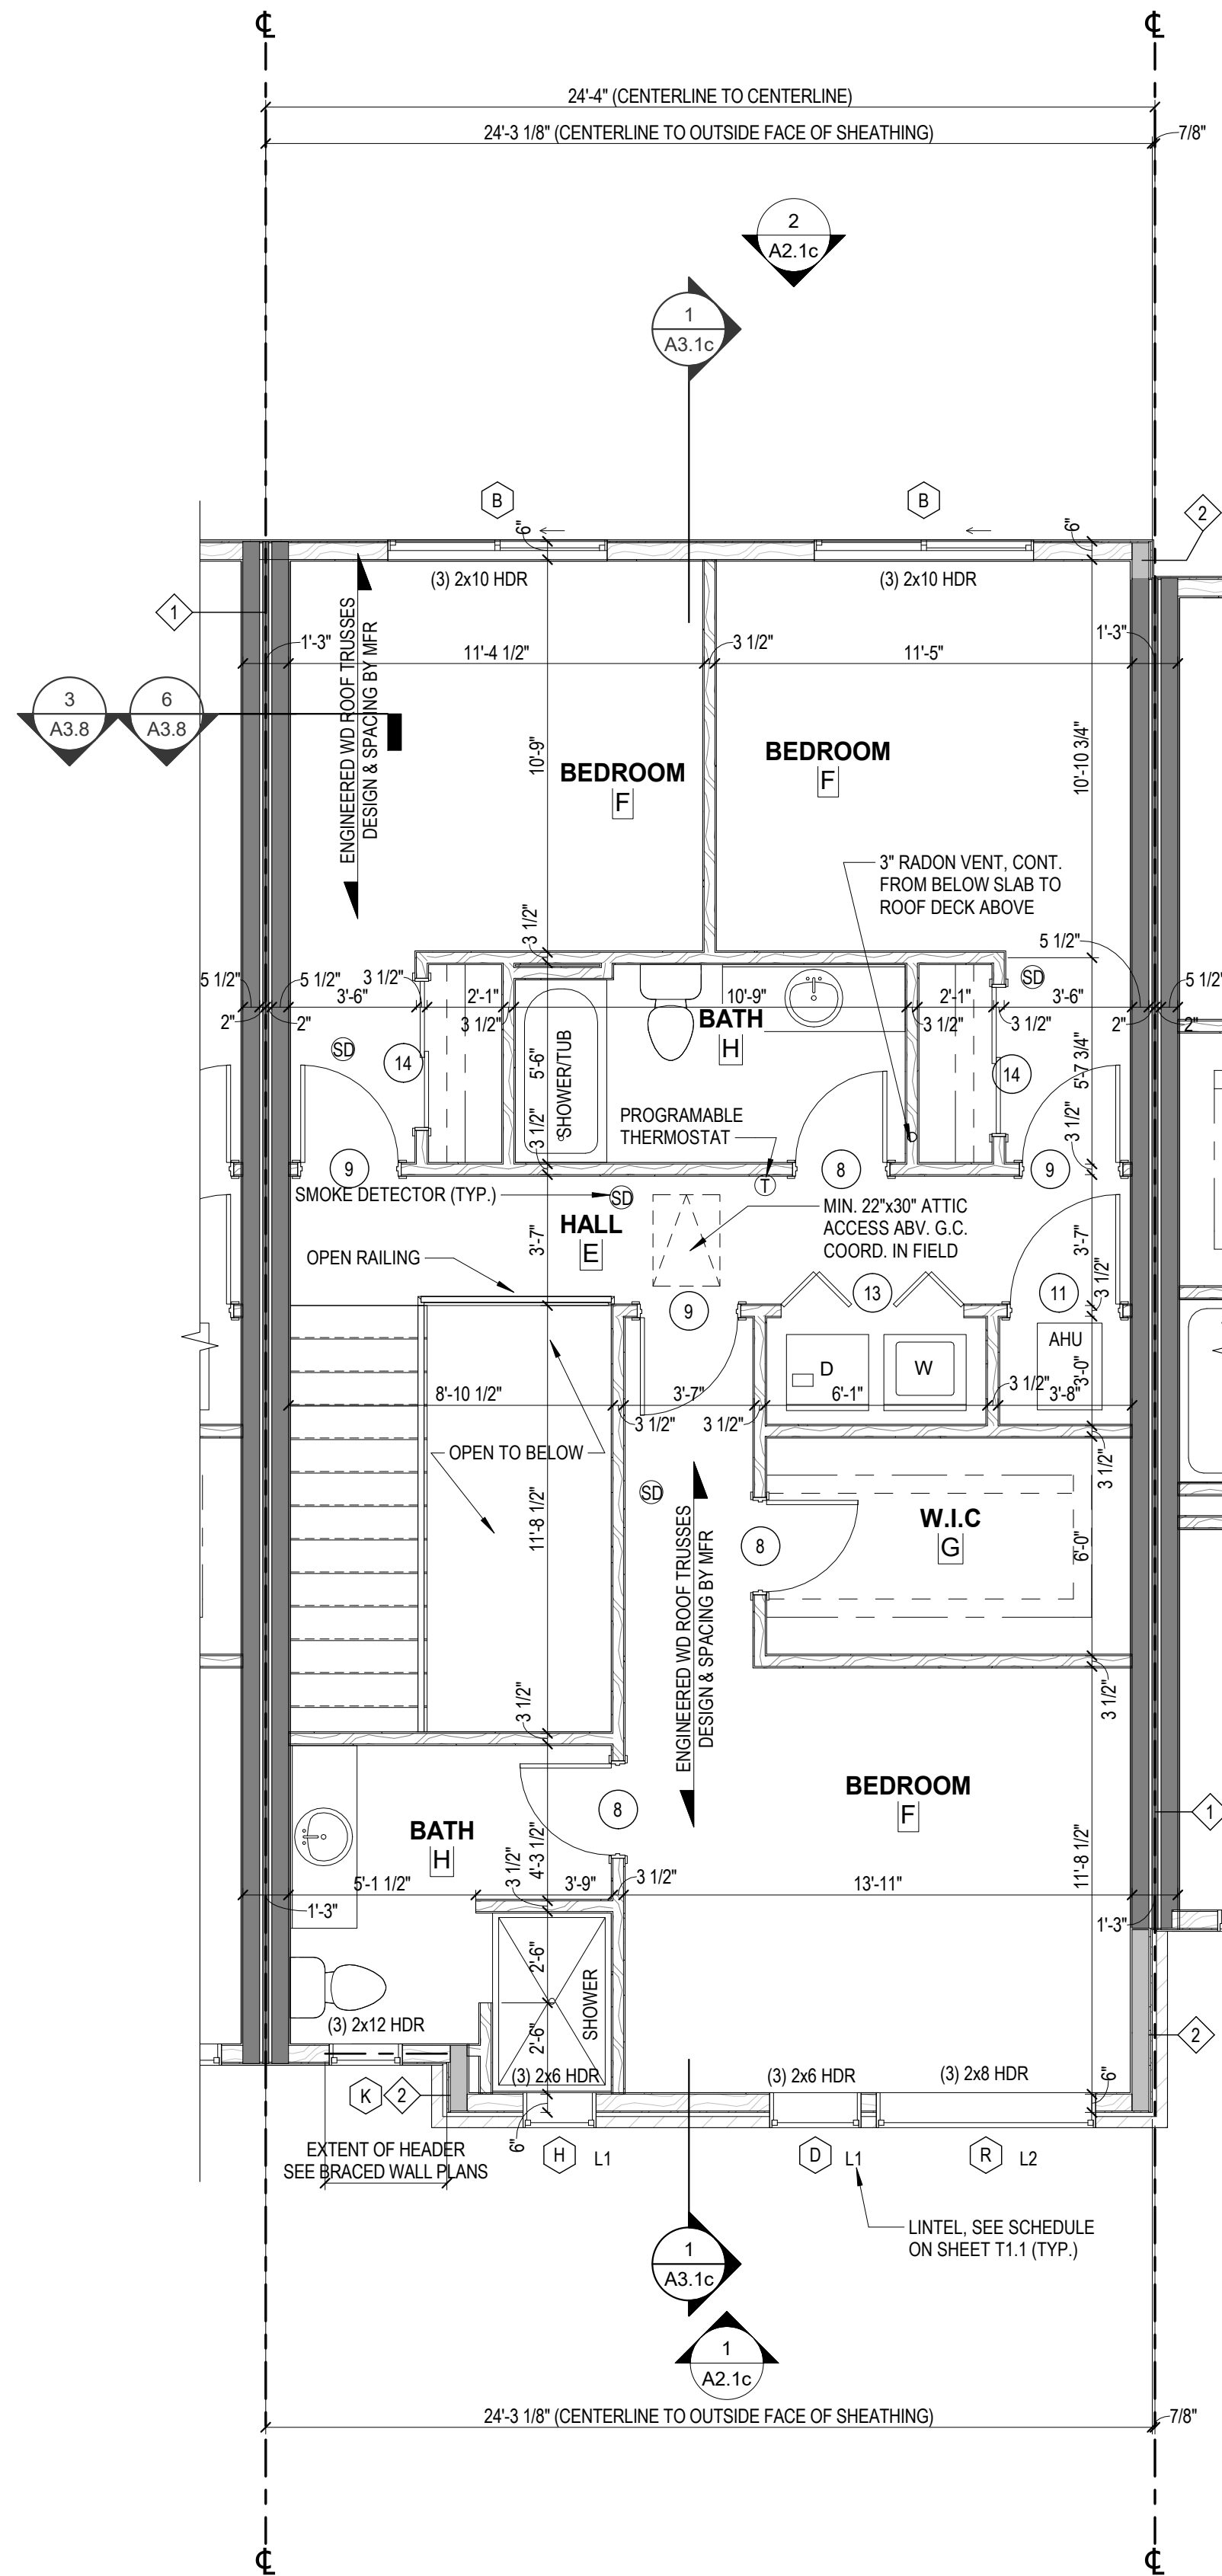 ℄ ℄
24'-4" (CENTERLINE TO CENTERLINE)
24'-3 1/8" (CENTERLINE TO OUTSIDE FACE OF SHEATHING) 7/8"
2
A2.1c
1
A3.1c
B B
6" 6" 2
(3) 2x10 HDR (3) 2x10 HDR
1
ENGINEERED WD ROOF TRUSSES
DESIGN & SPACING BY MFR
1'-3" 11'-4 1/2" 3 1/2" 11'-5" 1'-3"
3
A3.8
6
A3.8
10'-9" 10'-10 3/4"
BEDROOM
F
BEDROOM
F
3" RADON VENT, CONT.
FROM BELOW SLAB TO
ROOF DECK ABOVE
3 1/2" 5 1/2"
5 1/2" 5 1/2" 3 1/2" SD 5 1/2"
3'-6" 2'-1" 10'-9" 2'-1" 3'-6"
2" 2" 3 1/2" 3 1/2" 3 1/2" 2" 2"
BATH
H
SD 14 5'-6" SHOWER/TUB 14 5'-7 3/4"
PROGRAMABLE
THERMOSTAT
3 1/2" 3 1/2"
9 T 8 9
SMOKE DETECTOR (TYP.) SD
HALL
E
MIN. 22"x30" ATTIC
ACCESS ABV. G.C.
COORD. IN FIELD
3'-7" 3'-7"
OPEN RAILING
9 13 11 3 1/2"
AHU
D W
3'-0"
8'-10 1/2" 3'-7" 6'-1" 3 1/2" 3'-8"
3 1/2" 3 1/2"
OPEN TO BELOW
3 1/2"
SD
11'-8 1/2"
W.I.C
G
8 6'-0"
ENGINEERED WD ROOF TRUSSES
DESIGN & SPACING BY MFR
3 1/2" 3 1/2"
BEDROOM
F
8 1
BATH
H
4'-3 1/2" 11'-8 1/2"
3 1/2"
5'-1 1/2" 3'-9" 3 1/2" 13'-11"
1'-3" 1'-3"
2'-6"
SHOWER
2'-6"
(3) 2x12 HDR 2
(3) 2x6 HDR (3) 2x6 HDR (3) 2x8 HDR
K 2 6" 6"
EXTENT OF HEADER
SEE BRACED WALL PLANS
H L1 D L1 R L2
LINTEL, SEE SCHEDULE
ON SHEET T1.1 (TYP.)
1
A3.1c
1
A2.1c
24'-3 1/8" (CENTERLINE TO OUTSIDE FACE OF SHEATHING) 7/8"
℄ ℄